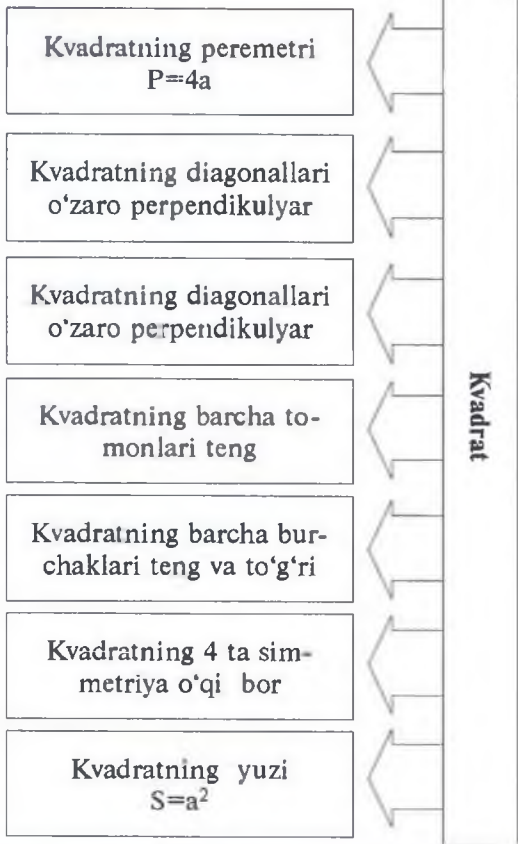 Kvadratning peremetri
P=4a
Kvadratning diagonallari
o‘zaro perpendikulyar
Kvadratning diagonallari
o‘zaro perpendikulyar
Kvadratning barcha to-
monlari teng
Kvadratning barcha bur-
chaklari teng va to‘g‘ri
Kvadratning 4 ta sim-
metriya o‘qi bor
Kvadratning yuzi
S=a²
Kvadrat